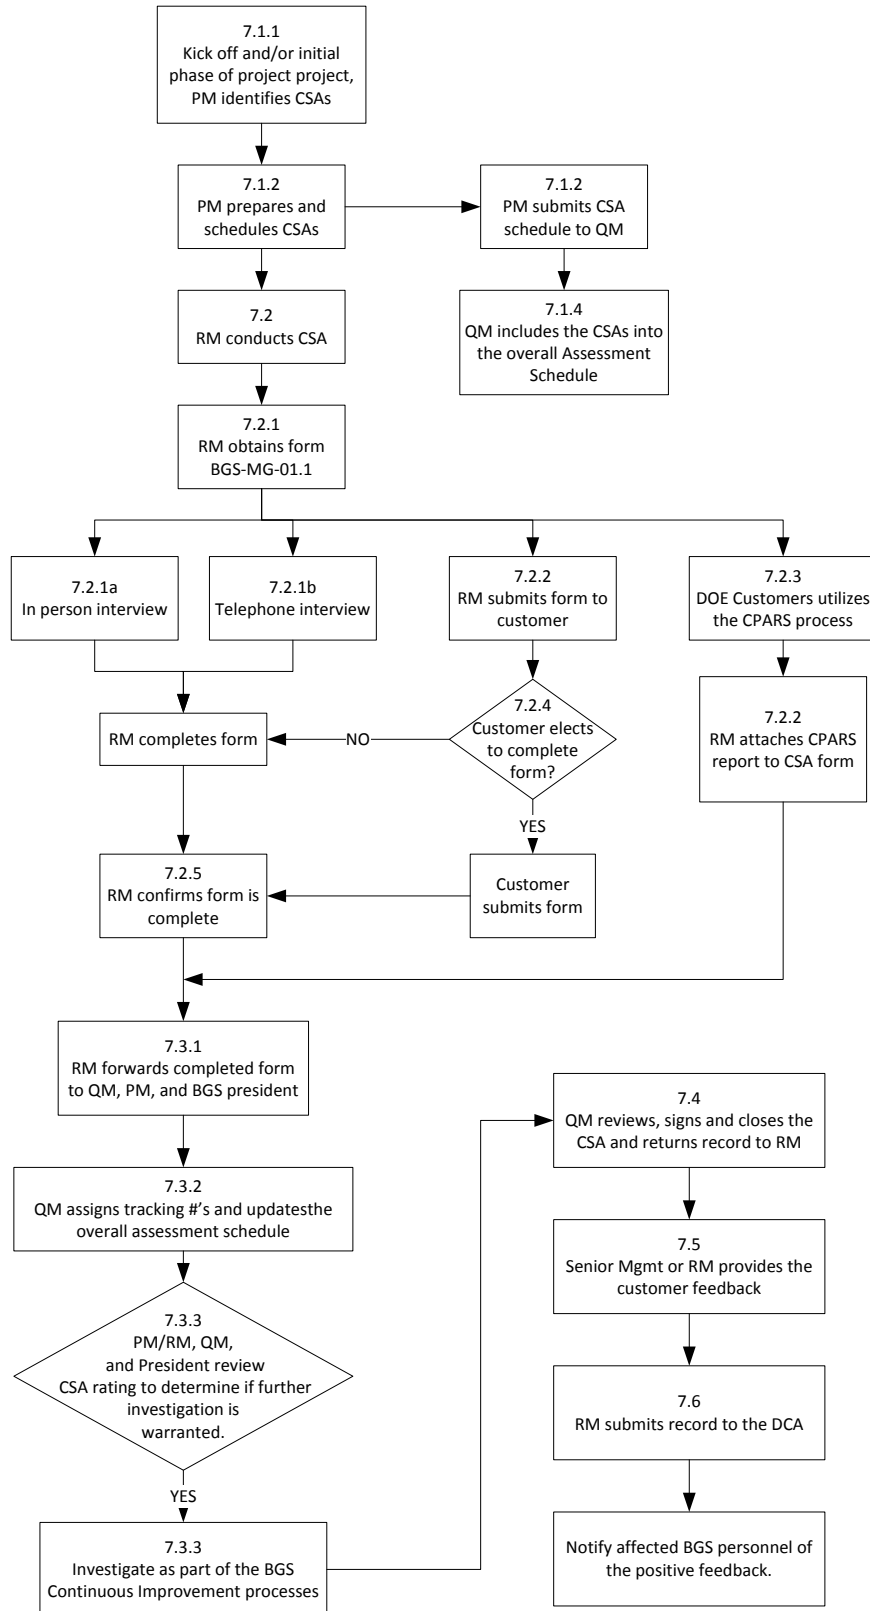 7.1.1
Kick off and/or initial
phase of project project,
PM identifies CSAs
7.1.2
PM prepares and
schedules CSAs
7.1.2
PM submits CSA
schedule to QM
7.2
RM conducts CSA
7.1.4
QM includes the CSAs into
the overall Assessment
Schedule
7.2.1
RM obtains form
BGS-MG-01.1
7.2.1a
In person interview
7.2.1b
Telephone interview
7.2.2
RM submits form to
customer
7.2.3
DOE Customers utilizes
the CPARS process
RM completes form
NO
7.2.4
Customer elects
to complete
form?
7.2.2
RM attaches CPARS
report to CSA form
YES
7.2.5
RM confirms form is
complete
Customer
submits form
7.3.1
RM forwards completed form
to QM, PM, and BGS president
7.4
QM reviews, signs and closes the
CSA and returns record to RM
7.3.2
QM assigns tracking #'s and updatesthe
overall assessment schedule
7.5
Senior Mgmt or RM provides the
customer feedback
7.3.3
PM/RM, QM,
and President review
CSA rating to determine if further
investigation is
warranted.
7.6
RM submits record to the DCA
YES
7.3.3
Investigate as part of the BGS
Continuous Improvement processes
Notify affected BGS personnel of
the positive feedback.